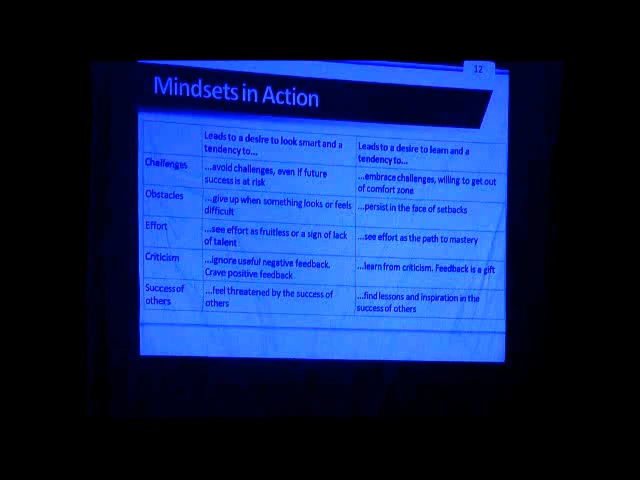 12
Mindsets in Action
Leads to a desire to look smart and a
tendency to...
Leads to a desire to learn and a
tendency to...
Challenges
...avoid challenges, even if future
success is at risk
...embrace challenges, willing to get out
of comfort zone
Obstacles
...give up when something looks or feels
difficult
...persist in the face of setbacks
Effort
...see effort as fruitless or a sign of lack
of talent
...see effort as the path to mastery
Criticism
...ignore useful negative feedback.
Crave positive feedback
...learn from criticism. Feedback is a gift
Success of
others
...feel threatened by the success of
others
...find lessons and inspiration in the
success of others